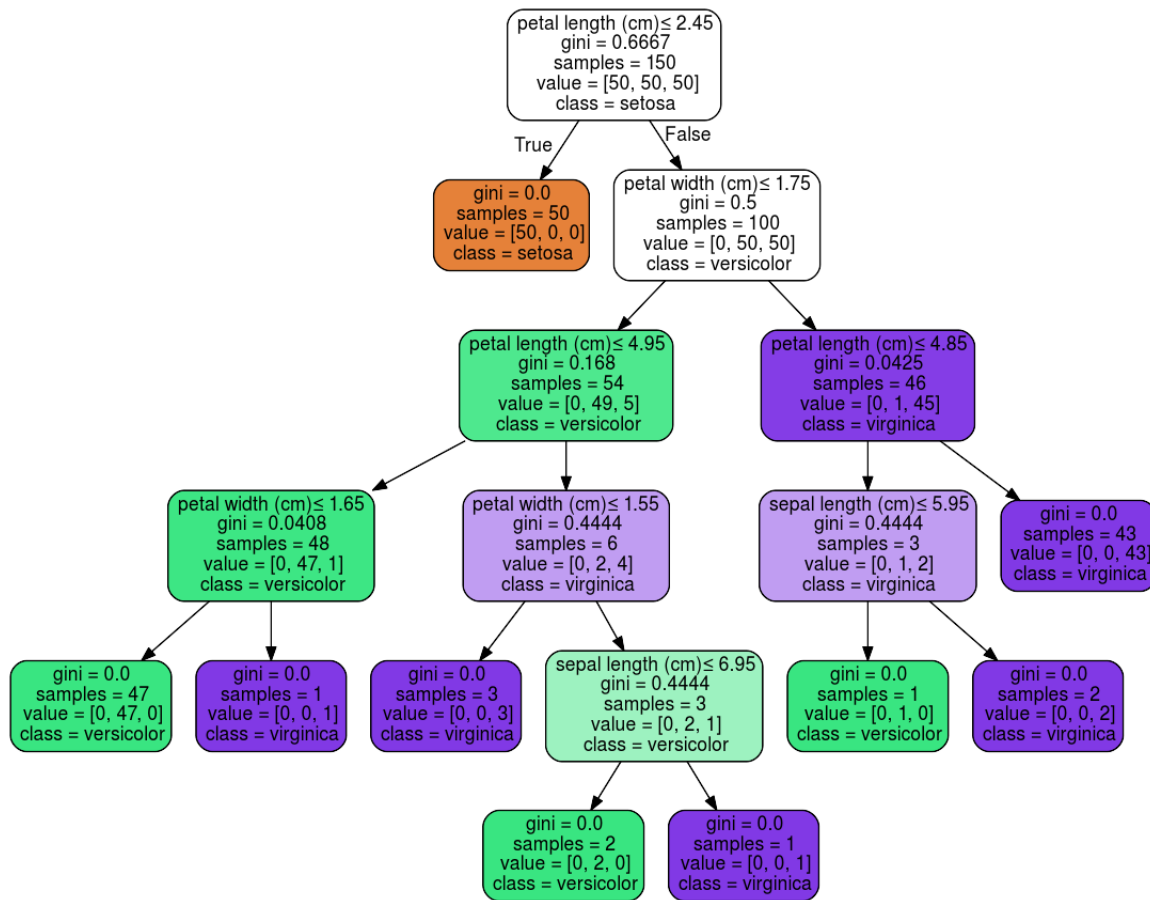 petal length (cm)≤ 2.45
gini = 0.6667
samples = 150
value = [50, 50, 50]
class = setosa
True
False
gini = 0.0
samples = 50
value = [50, 0, 0]
class = setosa
petal width (cm)≤ 1.75
gini = 0.5
samples = 100
value = [0, 50, 50]
class = versicolor
petal length (cm)≤ 4.95
gini = 0.168
samples = 54
value = [0, 49, 5]
class = versicolor
petal length (cm)≤ 4.85
gini = 0.0425
samples = 46
value = [0, 1, 45]
class = virginica
petal width (cm)≤ 1.65
gini = 0.0408
samples = 48
value = [0, 47, 1]
class = versicolor
petal width (cm)≤ 1.55
gini = 0.4444
samples = 6
value = [0, 2, 4]
class = virginica
sepal length (cm)≤ 5.95
gini = 0.4444
samples = 3
value = [0, 1, 2]
class = virginica
gini = 0.0
samples = 43
value = [0, 0, 43]
class = virginica
gini = 0.0
samples = 47
value = [0, 47, 0]
class = versicolor
gini = 0.0
samples = 1
value = [0, 0, 1]
class = virginica
gini = 0.0
samples = 3
value = [0, 0, 3]
class = virginica
sepal length (cm)≤ 6.95
gini = 0.4444
samples = 3
value = [0, 2, 1]
class = versicolor
gini = 0.0
samples = 1
value = [0, 1, 0]
class = versicolor
gini = 0.0
samples = 2
value = [0, 0, 2]
class = virginica
gini = 0.0
samples = 2
value = [0, 2, 0]
class = versicolor
gini = 0.0
samples = 1
value = [0, 0, 1]
class = virginica